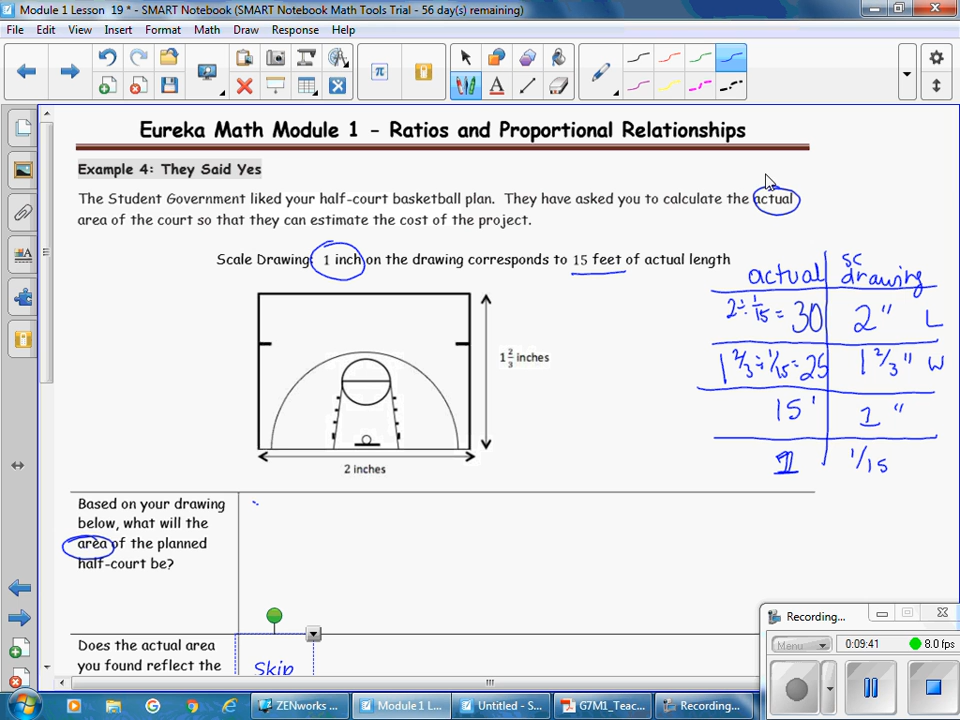 Module 1 Lesson 19 * - SMART Notebook (SMART Notebook Math Tools Trial - 56 day(s) remaining)
File Edit View Insert Format Math Draw Response Help
Eureka Math Module 1 - Ratios and Proportional Relationships
Example 4: They Said Yes
The Student Government liked your half-court basketball plan. They have asked you to calculate the actual
area of the court so that they can estimate the cost of the project.
Scale Drawing: 1 inch on the drawing corresponds to 15 feet of actual length
actual sc drawing
2 ÷ 1/15 = 30 2" L
1 2/3 ÷ 1/15 = 25 1 2/3" W
15' 1"
1 1/15
1 2/3 inches
2 inches
Based on your drawing
below, what will the
area of the planned
half-court be?
Does the actual area
you found reflect the
Skip
Recording...
Menu 0:09:41 8.0 fps
ZENworks ... Module 1 L... Untitled - S... G7M1_Teac... Recording...
9:51 AM